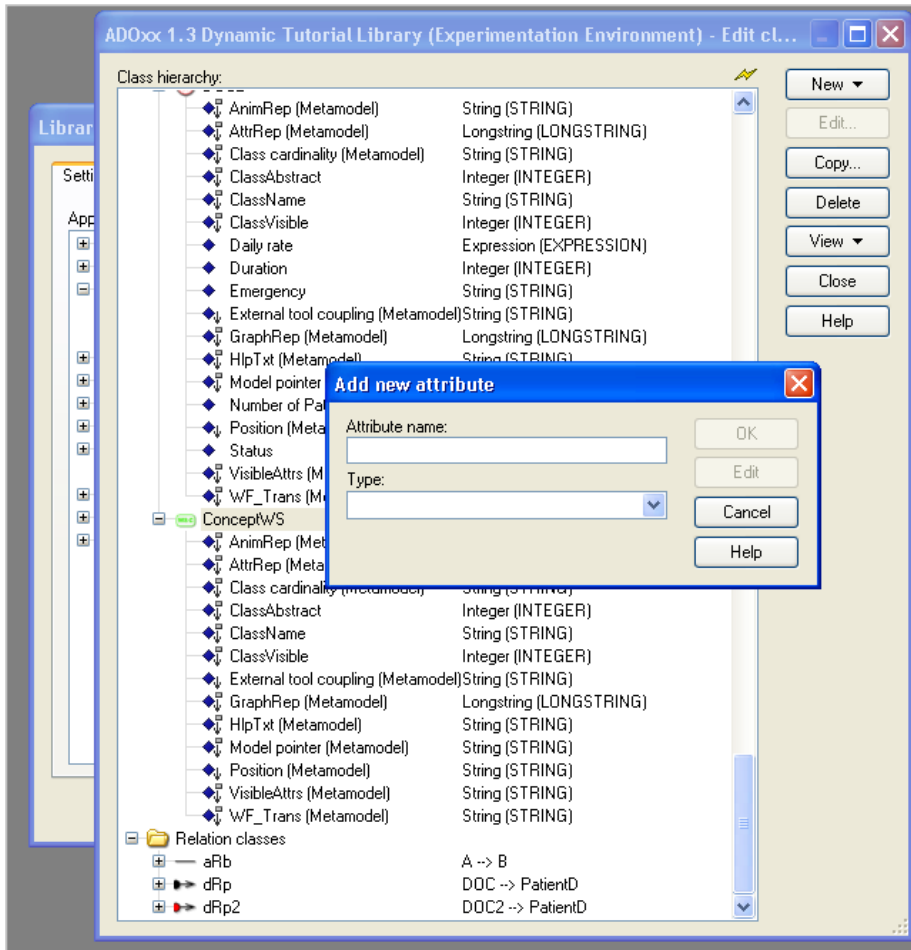 ADOxx 1.3 Dynamic Tutorial Library (Experimentation Environment) - Edit cl...
Class hierarchy:
New
Edit...
Copy...
Delete
View
Close
Help
Librar
Setti
App
AnimRep (Metamodel) String (STRING)
AttrRep (Metamodel) Longstring (LONGSTRING)
Class cardinality (Metamodel) String (STRING)
ClassAbstract Integer (INTEGER)
ClassName String (STRING)
ClassVisible Integer (INTEGER)
Daily rate Expression (EXPRESSION)
Duration Integer (INTEGER)
Emergency String (STRING)
External tool coupling (Metamodel) String (STRING)
GraphRep (Metamodel) Longstring (LONGSTRING)
HlpTxt (Metamodel) String (STRING)
Model pointer
Number of Pa
Position (Meta
Status
VisibleAttrs (M
WF_Trans (M
Add new attribute
Attribute name:
Type:
OK
Edit
Cancel
Help
ConceptWS
AnimRep (Met
AttrRep (Meta
Class cardinality (Metamodel) String (STRING)
ClassAbstract Integer (INTEGER)
ClassName String (STRING)
ClassVisible Integer (INTEGER)
External tool coupling (Metamodel) String (STRING)
GraphRep (Metamodel) Longstring (LONGSTRING)
HlpTxt (Metamodel) String (STRING)
Model pointer (Metamodel) String (STRING)
Position (Metamodel) String (STRING)
VisibleAttrs (Metamodel) String (STRING)
WF_Trans (Metamodel) String (STRING)
Relation classes
aRb A --> B
dRp DOC --> PatientD
dRp2 DOC2 --> PatientD